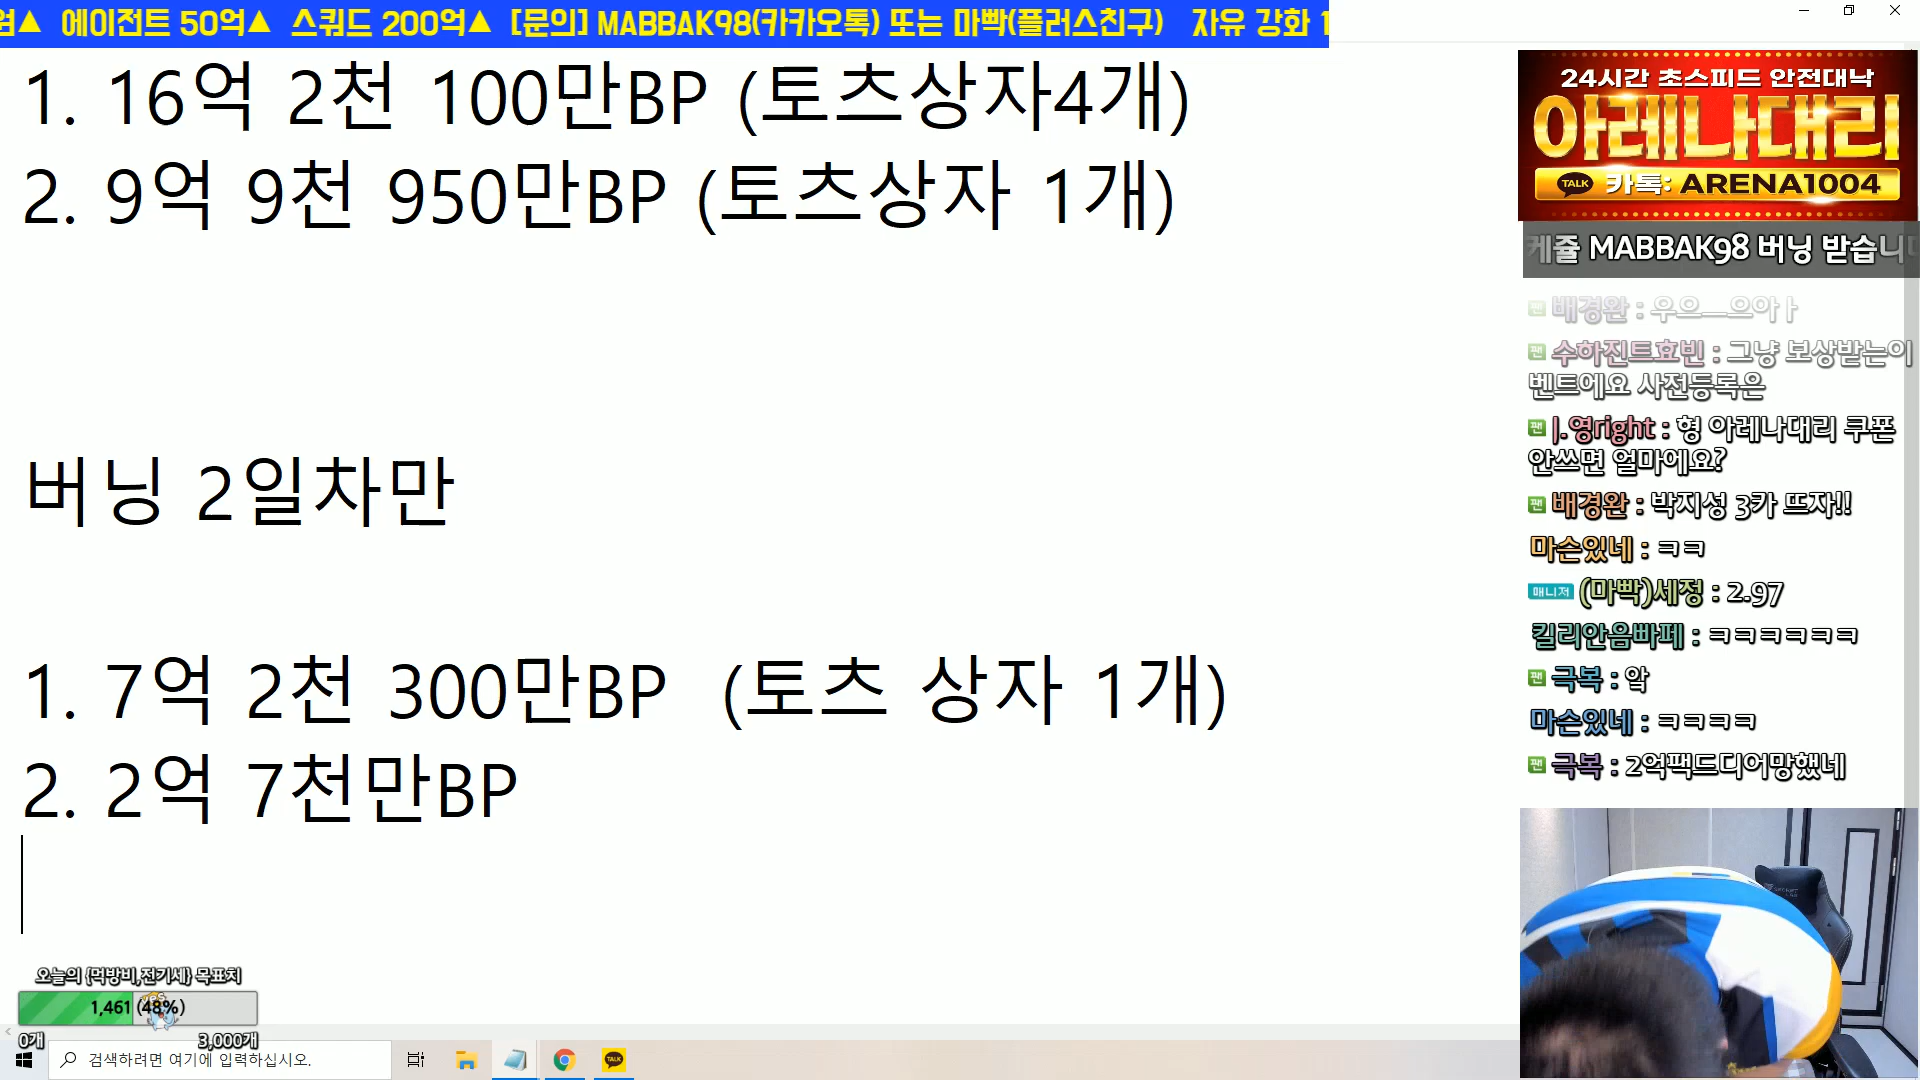 에이전트 50억▲ 스쿼드 200억▲ [문의] MABBAK98(카카오톡) 또는 마빡(플러스친구) 자유 강화 1
1. 16억 2천 100만BP (토츠상자4개)
2. 9억 9천 950만BP (토츠상자 1개)
버닝 2일차만
1. 7억 2천 300만BP (토츠 상자 1개)
2. 2억 7천만BP
24시간 초스피드 안전대낙
아레나대리
TALK 카톡: ARENA1004
케쥴 MABBAK98 버닝 받습니
팬 배경완 : 우으—으아ㅏ
팬 수하진트효빈 : 그냥 보상받는이
벤트에요 사전등록은
팬 J.영right : 형 아레나대리 쿠폰
안쓰면 얼마에요?
팬 배경완 : 박지성 3카 뜨자!!
마슨있네 : ㅋㅋ
매니저 (마빡)세정 : 2.97
킬리안음빠페 : ㅋㅋㅋㅋㅋㅋ
팬 극복 : 앜
마슨있네 : ㅋㅋㅋㅋ
팬 극복 : 2억팩드디어망했네
오늘의 {먹방비,전기세} 목표치
1,461 (48%)
0개 3,000개
검색하려면 여기에 입력하십시오.
TALK